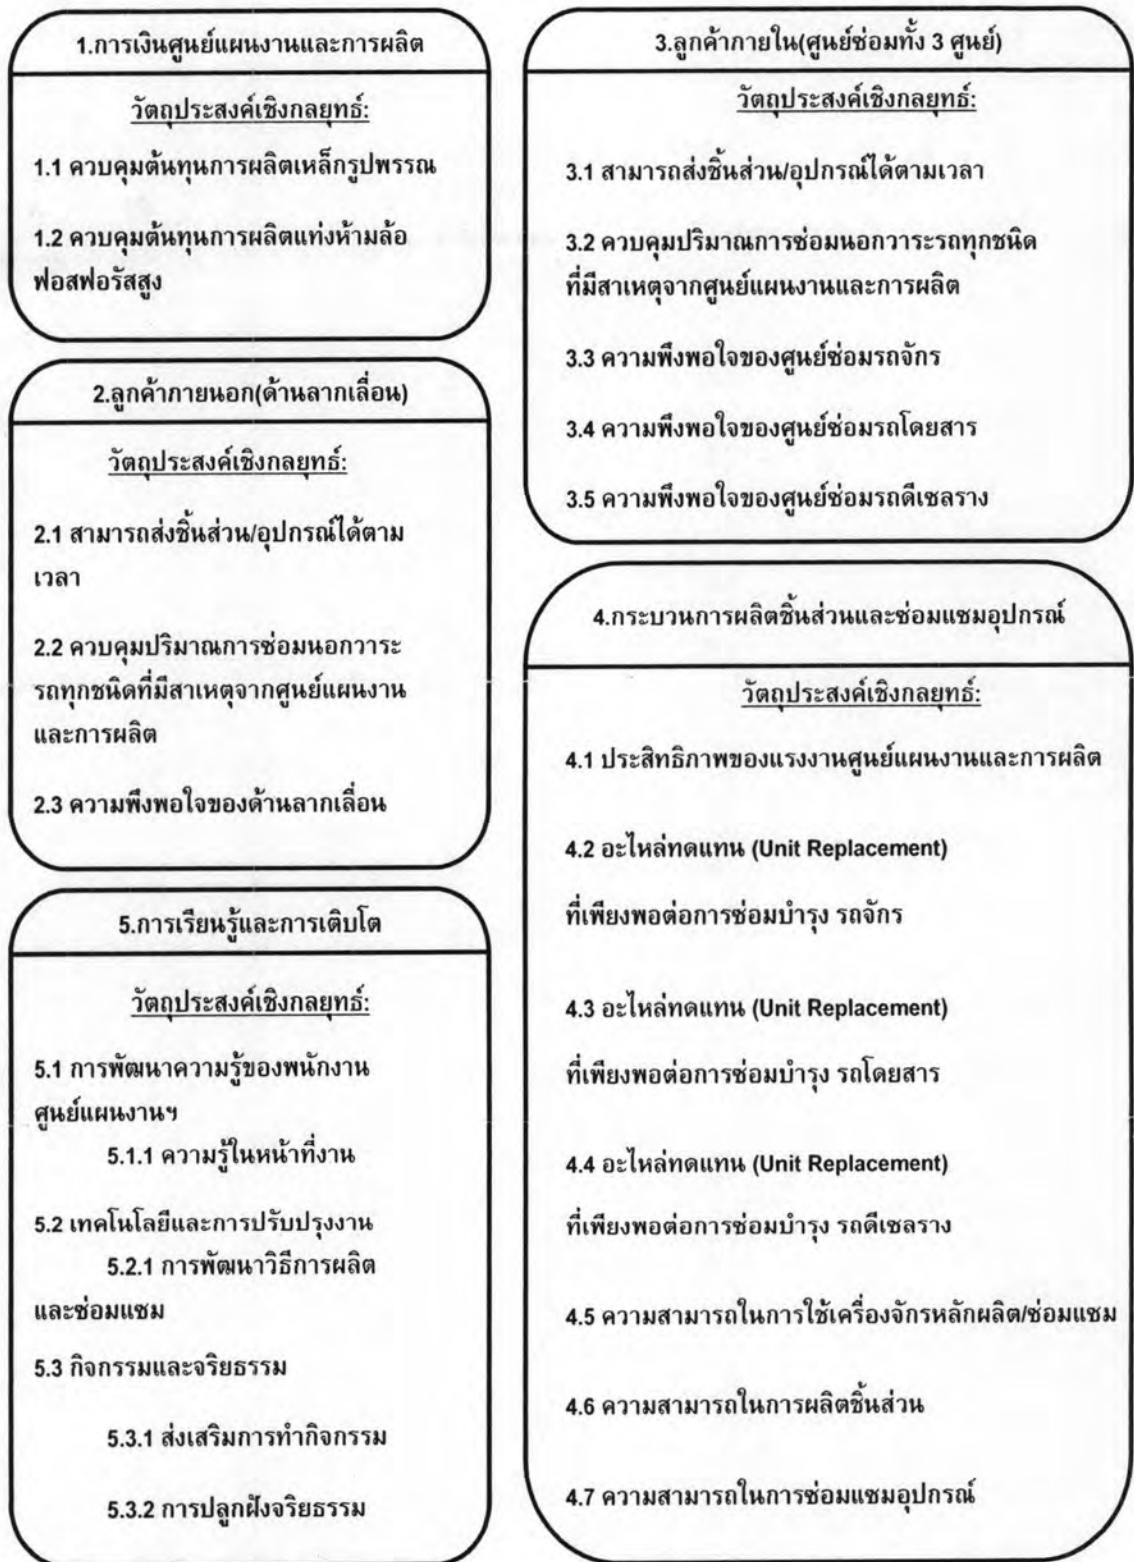 1.การเงินศูนย์แผนงานและการผลิต
วัตถุประสงค์เชิงกลยุทธ์:
1.1 ควบคุมต้นทุนการผลิตเหล็กรูปพรรณ
1.2 ควบคุมต้นทุนการผลิตแท่งห้ามล้อ
ฟอสฟอรัสสูง
2.ลูกค้าภายนอก(ด้านลากเลื่อน)
วัตถุประสงค์เชิงกลยุทธ์:
2.1 สามารถส่งชิ้นส่วน/อุปกรณ์ได้ตาม
เวลา
2.2 ควบคุมปริมาณการซ่อมนอกวาระ
รถทุกชนิดที่มีสาเหตุจากศูนย์แผนงาน
และการผลิต
2.3 ความพึงพอใจของด้านลากเลื่อน
5.การเรียนรู้และการเติบโต
วัตถุประสงค์เชิงกลยุทธ์:
5.1 การพัฒนาความรู้ของพนักงาน
ศูนย์แผนงานฯ
5.1.1 ความรู้ในหน้าที่งาน
5.2 เทคโนโลยีและการปรับปรุงงาน
5.2.1 การพัฒนาวิธีการผลิต
และซ่อมแซม
5.3 กิจกรรมและจริยธรรม
5.3.1 ส่งเสริมการทำกิจกรรม
5.3.2 การปลูกฝังจริยธรรม
3.ลูกค้าภายใน(ศูนย์ซ่อมทั้ง 3 ศูนย์)
วัตถุประสงค์เชิงกลยุทธ์:
3.1 สามารถส่งชิ้นส่วน/อุปกรณ์ได้ตามเวลา
3.2 ควบคุมปริมาณการซ่อมนอกวาระรถทุกชนิด
ที่มีสาเหตุจากศูนย์แผนงานและการผลิต
3.3 ความพึงพอใจของศูนย์ซ่อมรถจักร
3.4 ความพึงพอใจของศูนย์ซ่อมรถโดยสาร
3.5 ความพึงพอใจของศูนย์ซ่อมรถดีเซลราง
4.กระบวนการผลิตชิ้นส่วนและซ่อมแซมอุปกรณ์
วัตถุประสงค์เชิงกลยุทธ์:
4.1 ประสิทธิภาพของแรงงานศูนย์แผนงานและการผลิต
4.2 อะไหล่ทดแทน (Unit Replacement)
ที่เพียงพอต่อการซ่อมบำรุง รถจักร
4.3 อะไหล่ทดแทน (Unit Replacement)
ที่เพียงพอต่อการซ่อมบำรุง รถโดยสาร
4.4 อะไหล่ทดแทน (Unit Replacement)
ที่เพียงพอต่อการซ่อมบำรุง รถดีเซลราง
4.5 ความสามารถในการใช้เครื่องจักรหลักผลิต/ซ่อมแซม
4.6 ความสามารถในการผลิตชิ้นส่วน
4.7 ความสามารถในการซ่อมแซมอุปกรณ์